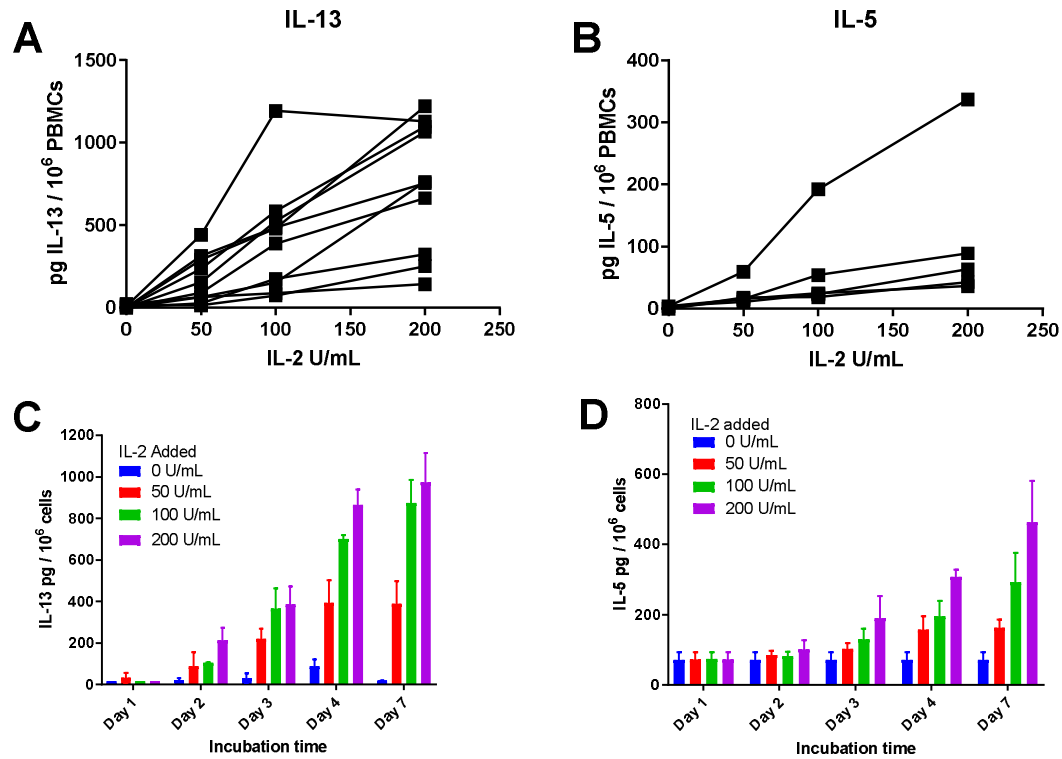 A
IL-13
pg IL-13 / 10⁶ PBMCs
1500
1000
500
0
0 50 100 150 200 250
IL-2 U/mL
B
IL-5
pg IL-5 / 10⁶ PBMCs
400
300
200
100
0
0 50 100 150 200 250
IL-2 U/mL
C
IL-13 pg / 10⁶ cells
1200
1000
800
600
400
200
0
IL-2 Added
0 U/mL
50 U/mL
100 U/mL
200 U/mL
Day 1 Day 2 Day 3 Day 4 Day 7
Incubation time
D
IL-5 pg / 10⁶ cells
800
600
400
200
0
IL-2 added
0 U/mL
50 U/mL
100 U/mL
200 U/mL
Day 1 Day 2 Day 3 Day 4 Day 7
Incubation time